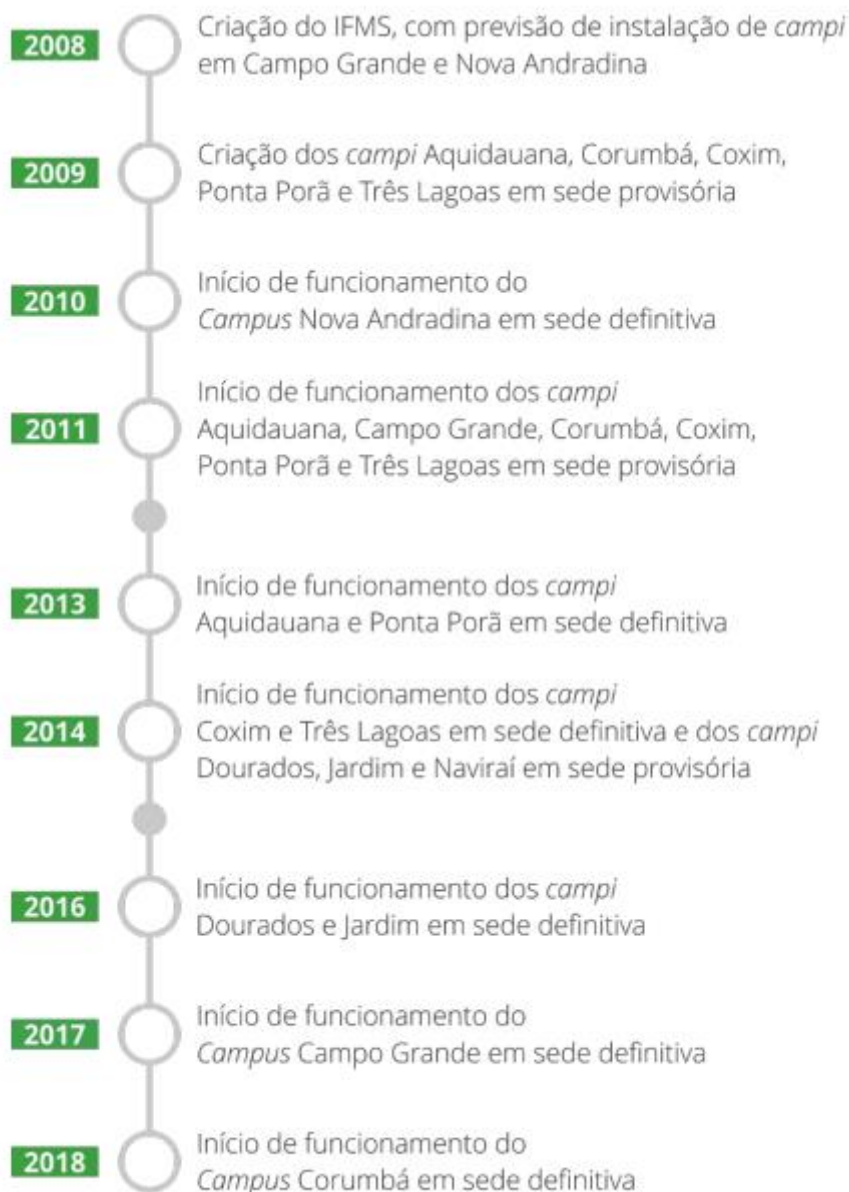 2008
Criação do IFMS, com previsão de instalação de campi
em Campo Grande e Nova Andradina
2009
Criação dos campi Aquidauana, Corumbá, Coxim,
Ponta Porã e Três Lagoas em sede provisória
2010
Início de funcionamento do
Campus Nova Andradina em sede definitiva
2011
Início de funcionamento dos campi
Aquidauana, Campo Grande, Corumbá, Coxim,
Ponta Porã e Três Lagoas em sede provisória
2013
Início de funcionamento dos campi
Aquidauana e Ponta Porã em sede definitiva
2014
Início de funcionamento dos campi
Coxim e Três Lagoas em sede definitiva e dos campi
Dourados, Jardim e Naviraí em sede provisória
2016
Início de funcionamento dos campi
Dourados e Jardim em sede definitiva
2017
Início de funcionamento do
Campus Campo Grande em sede definitiva
2018
Início de funcionamento do
Campus Corumbá em sede definitiva